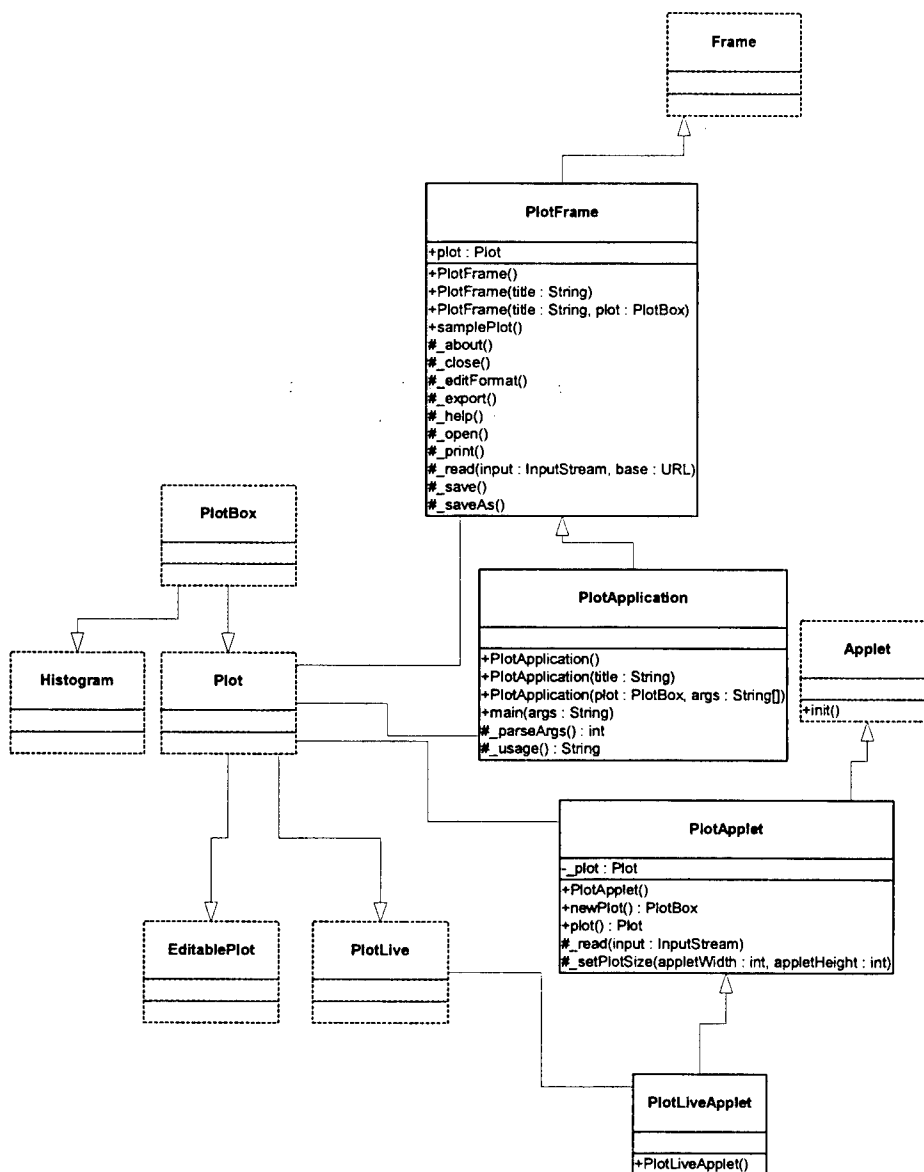 Frame
PlotFrame
+plot : Plot
+PlotFrame()
+PlotFrame(title : String)
+PlotFrame(title : String, plot : PlotBox)
+samplePlot()
#_about()
#_close()
#_editFormat()
#_export()
#_help()
#_open()
#_print()
#_read(input : InputStream, base : URL)
#_save()
#_saveAs()
PlotBox
PlotApplication
+PlotApplication()
+PlotApplication(title : String)
+PlotApplication(plot : PlotBox, args : String[])
+main(args : String)
#_parseArgs() : int
#_usage() : String
Applet
+init()
Histogram
Plot
PlotApplet
-_plot : Plot
+PlotApplet()
+newPlot() : PlotBox
+plot() : Plot
#_read(input : InputStream)
#_setPlotSize(appletWidth : int, appletHeight : int)
EditablePlot
PlotLive
PlotLiveApplet
+PlotLiveApplet()